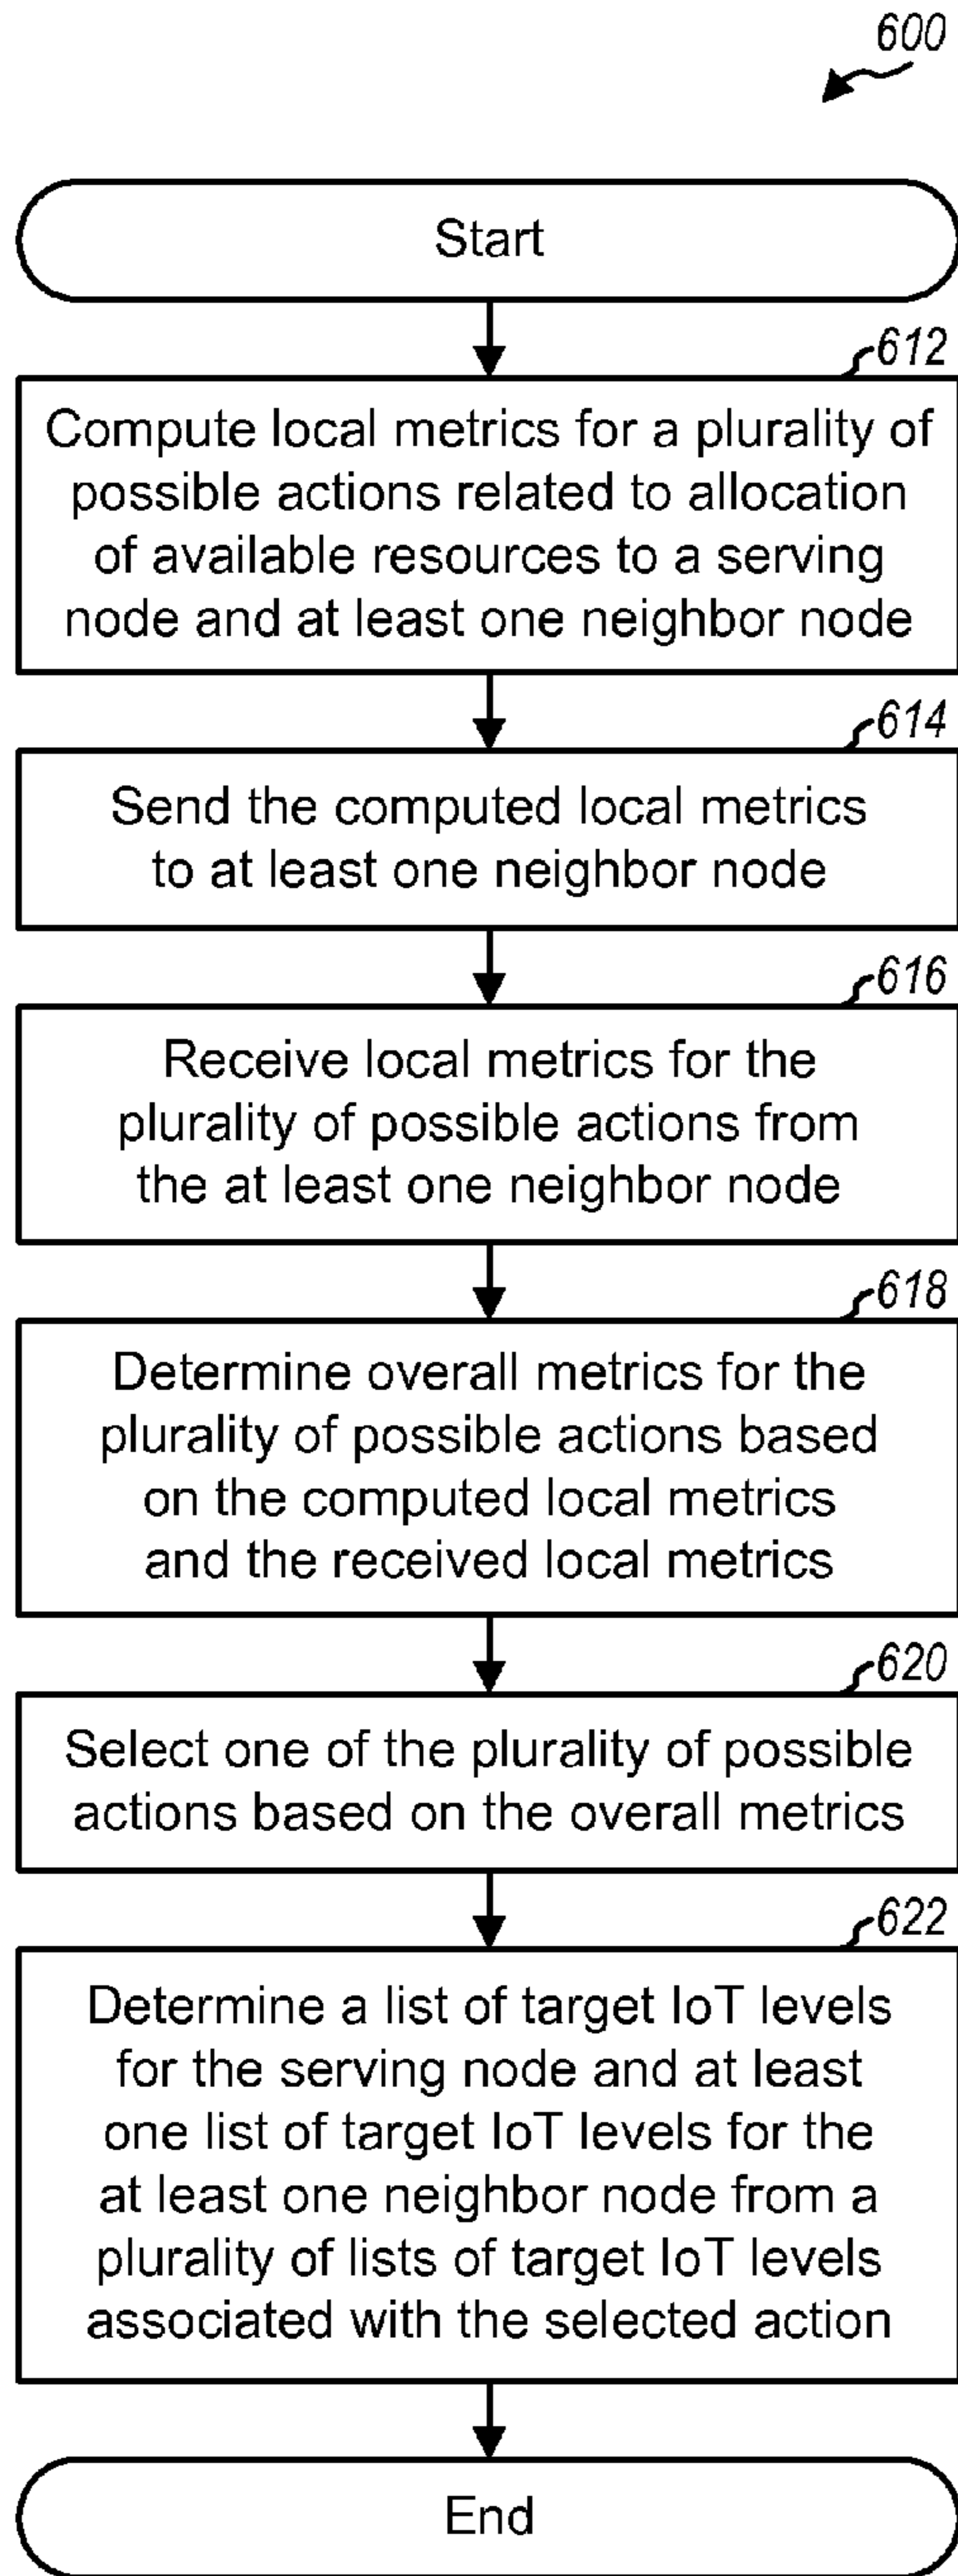 600
Start
612
Compute local metrics for a plurality of
possible actions related to allocation
of available resources to a serving
node and at least one neighbor node
614
Send the computed local metrics
to at least one neighbor node
616
Receive local metrics for the
plurality of possible actions from
the at least one neighbor node
618
Determine overall metrics for the
plurality of possible actions based
on the computed local metrics
and the received local metrics
620
Select one of the plurality of possible
actions based on the overall metrics
622
Determine a list of target IoT levels
for the serving node and at least
one list of target IoT levels for the
at least one neighbor node from a
plurality of lists of target IoT levels
associated with the selected action
End